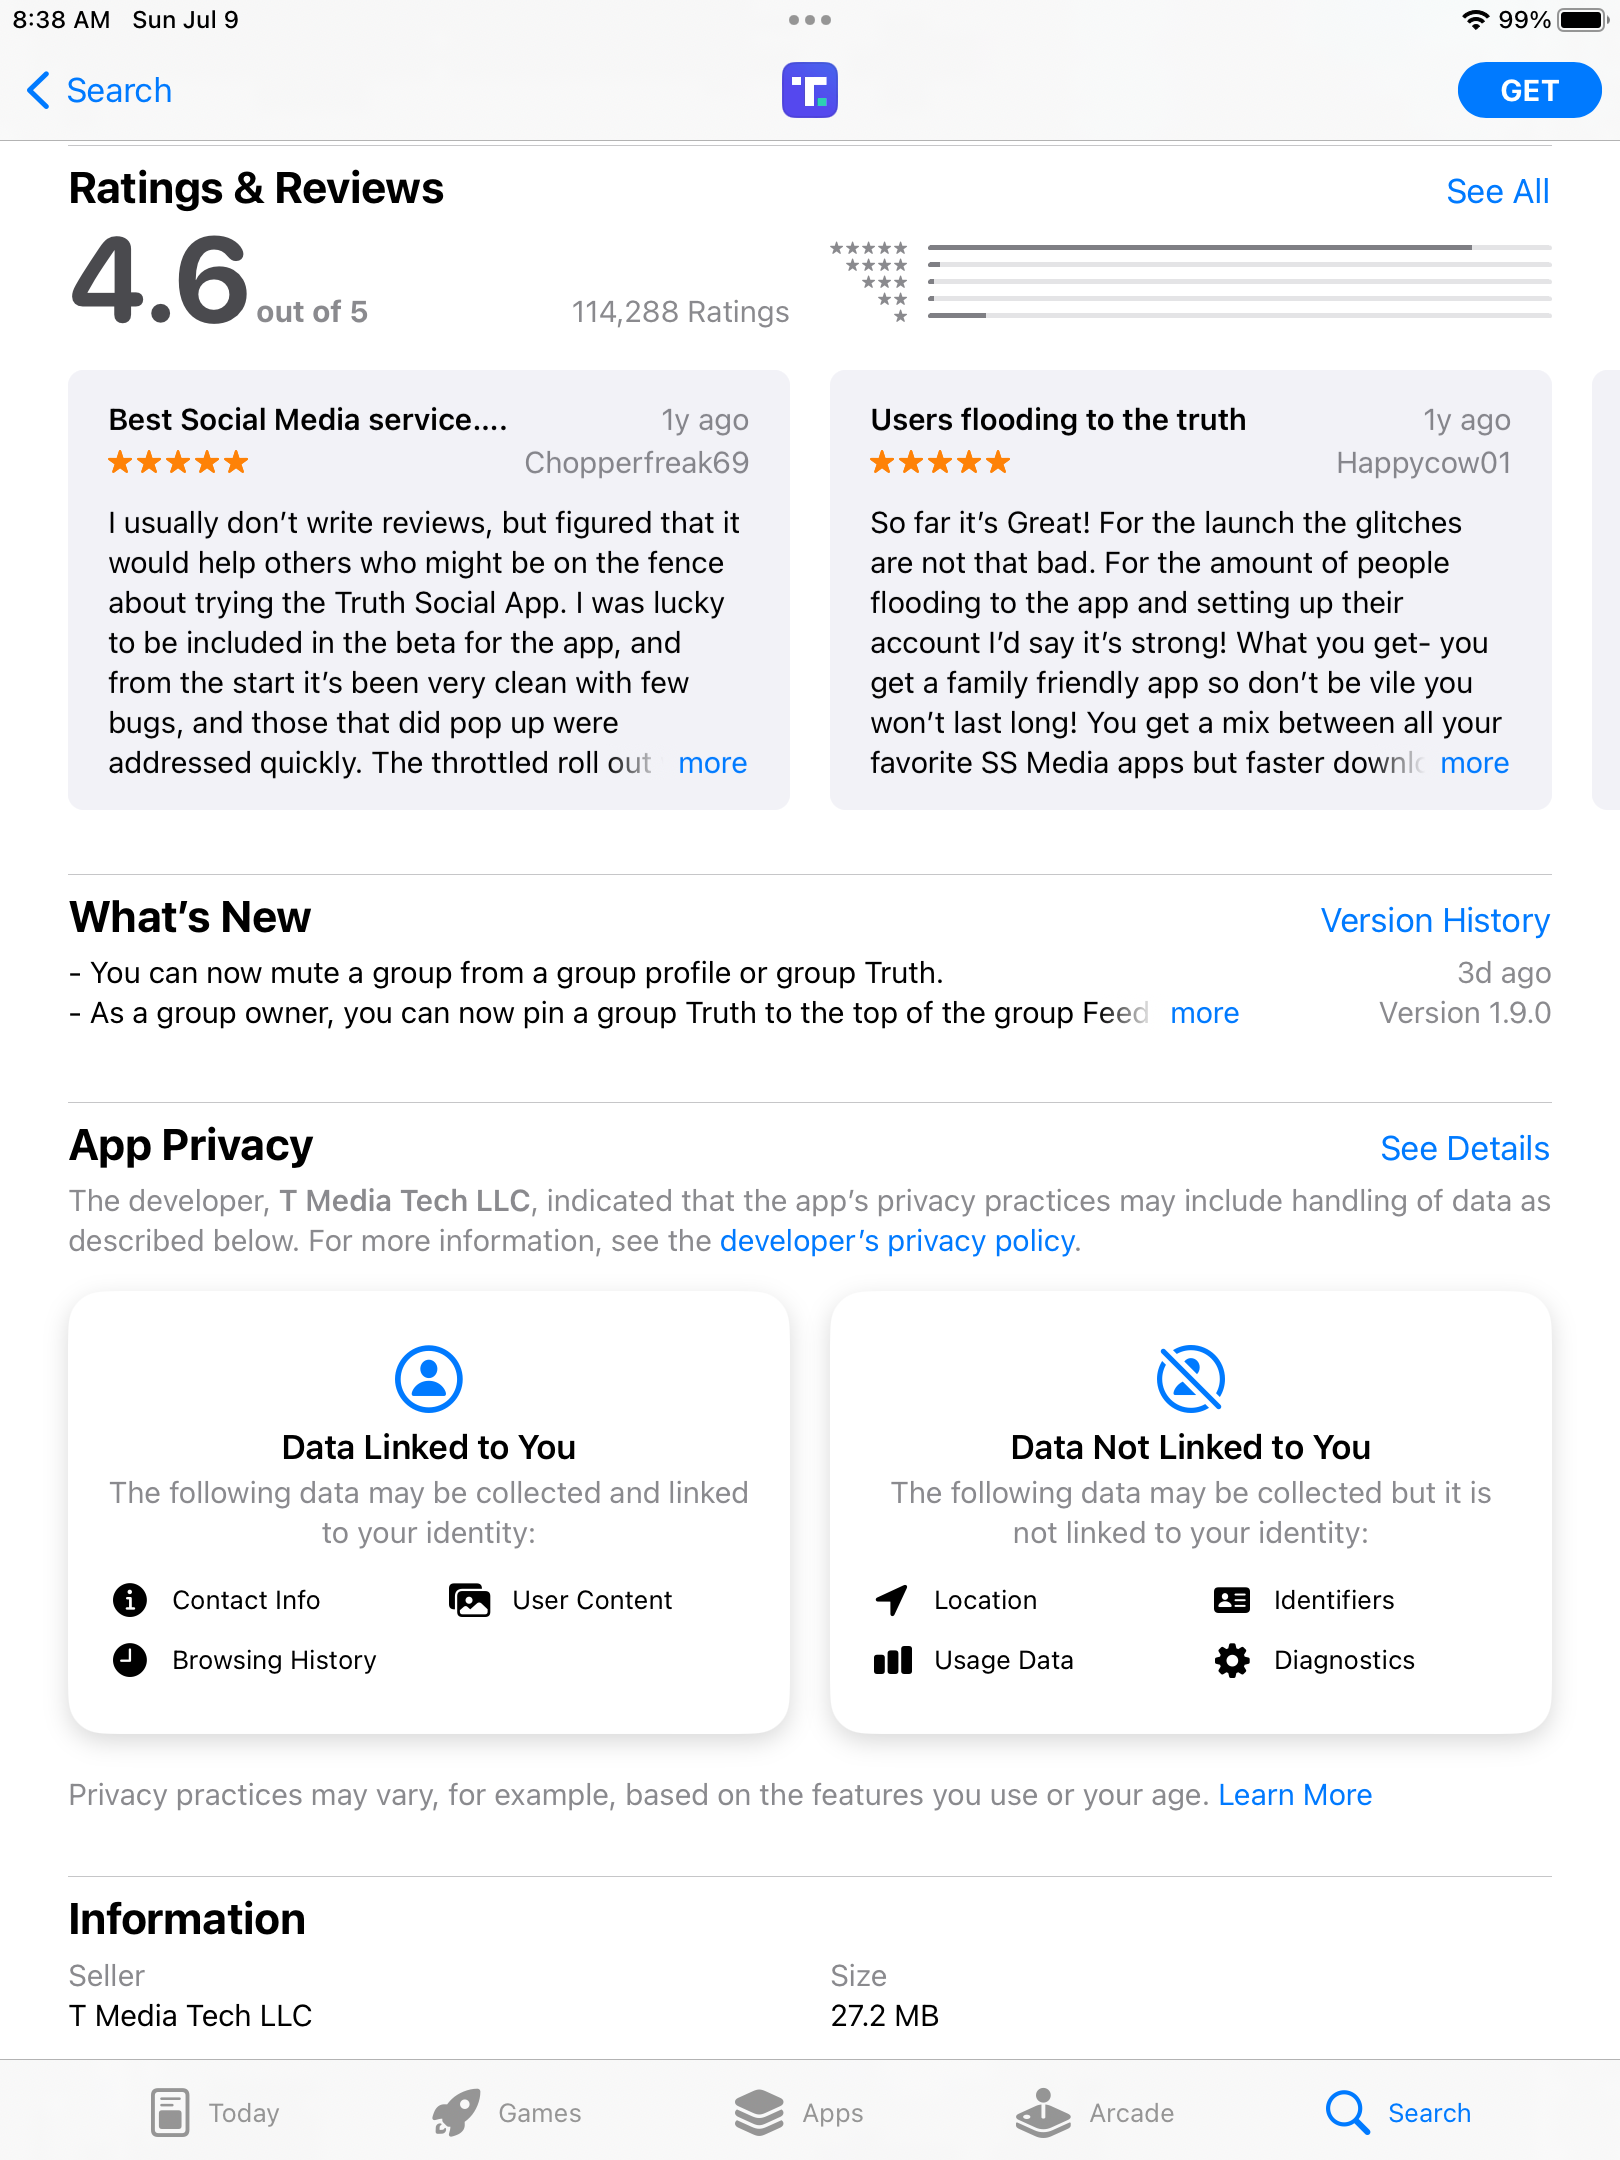 8:38 AM Sun Jul 9
99%
Search
GET
Ratings & Reviews
See All
4.6 out of 5
114,288 Ratings
Best Social Media service....
1y ago
Chopperfreak69
I usually don’t write reviews, but figured that it
would help others who might be on the fence
about trying the Truth Social App. I was lucky
to be included in the beta for the app, and
from the start it’s been very clean with few
bugs, and those that did pop up were
addressed quickly. The throttled roll out more
Users flooding to the truth
1y ago
Happycow01
So far it’s Great! For the launch the glitches
are not that bad. For the amount of people
flooding to the app and setting up their
account I’d say it’s strong! What you get- you
get a family friendly app so don’t be vile you
won’t last long! You get a mix between all your
favorite SS Media apps but faster more
What’s New
Version History
- You can now mute a group from a group profile or group Truth.
3d ago
- As a group owner, you can now pin a group Truth to the top of the group Feed more
Version 1.9.0
App Privacy
See Details
The developer, T Media Tech LLC, indicated that the app’s privacy practices may include handling of data as
described below. For more information, see the developer’s privacy policy.
Data Linked to You
The following data may be collected and linked
to your identity:
Contact Info
User Content
Browsing History
Data Not Linked to You
The following data may be collected but it is
not linked to your identity:
Location
Identifiers
Usage Data
Diagnostics
Privacy practices may vary, for example, based on the features you use or your age. Learn More
Information
Seller
T Media Tech LLC
Size
27.2 MB
Today
Games
Apps
Arcade
Search